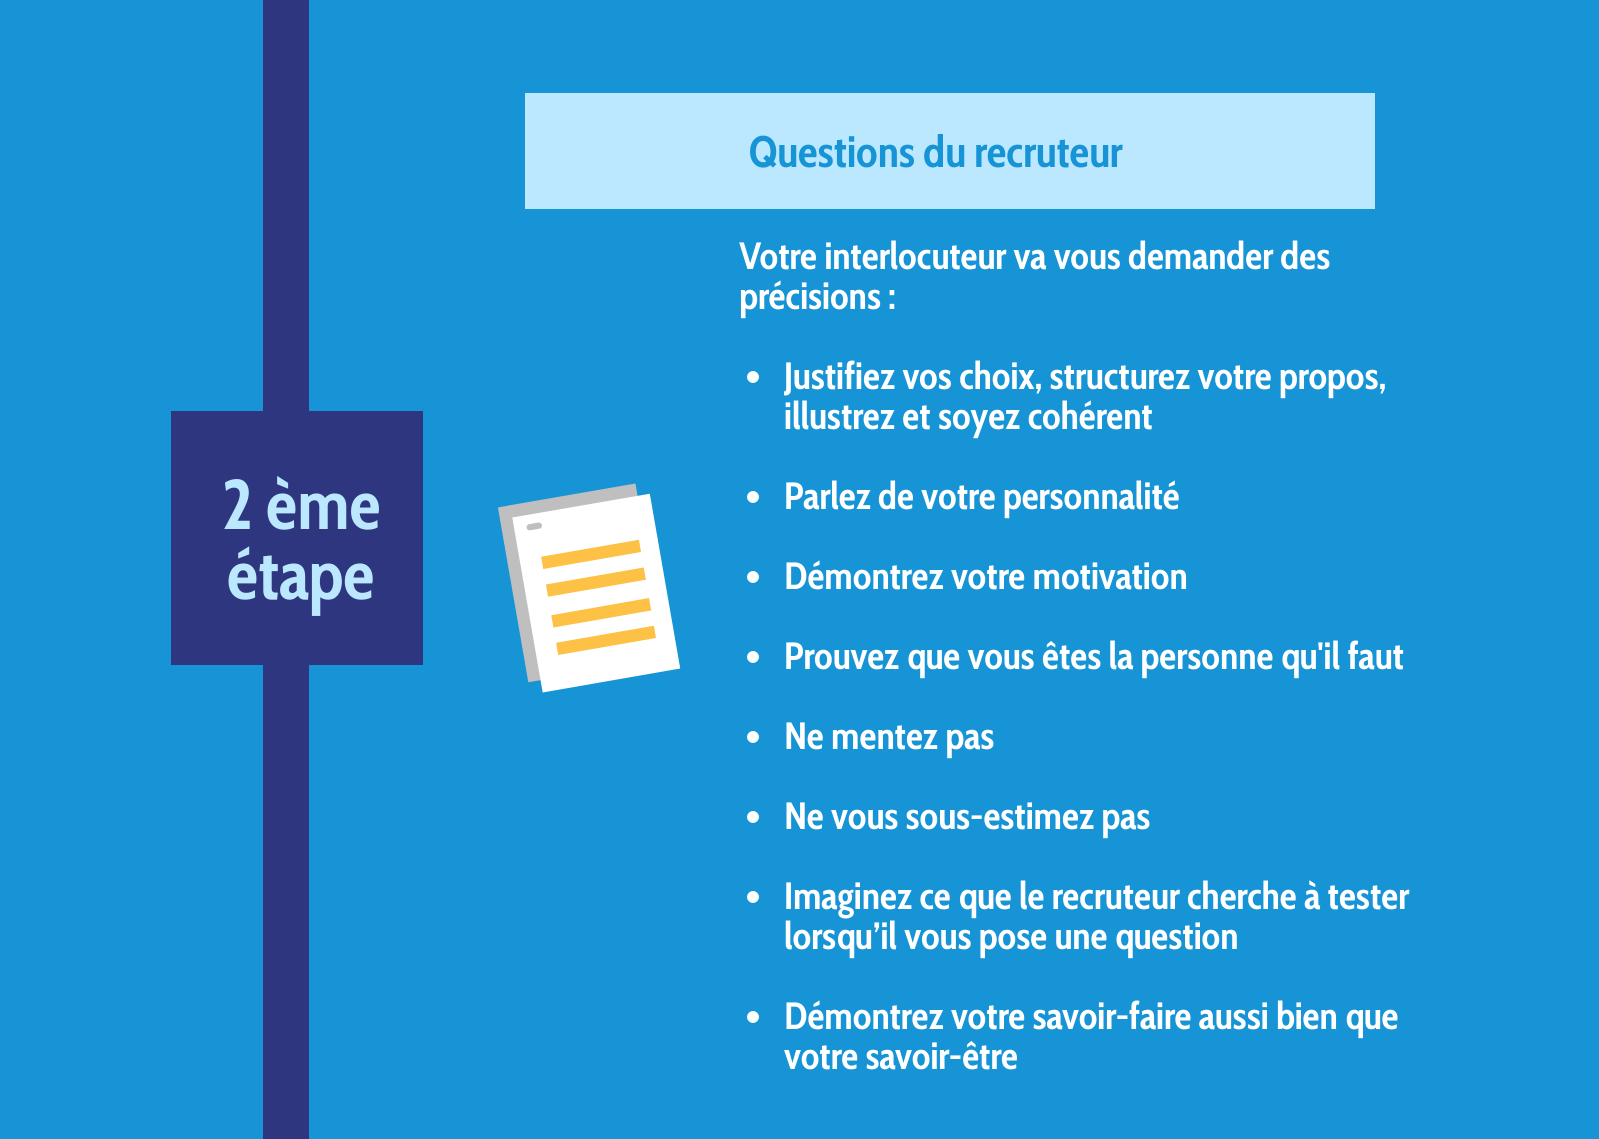 Questions du recruteur
Votre interlocuteur va vous demander des
précisions :
• Justifiez vos choix, structurez votre propos,
illustrez et soyez cohérent
• Parlez de votre personnalité
• Démontrez votre motivation
• Prouvez que vous êtes la personne qu'il faut
• Ne mentez pas
• Ne vous sous-estimez pas
• Imaginez ce que le recruteur cherche à tester
lorsqu’il vous pose une question
• Démontrez votre savoir-faire aussi bien que
votre savoir-être
2 ème
étape